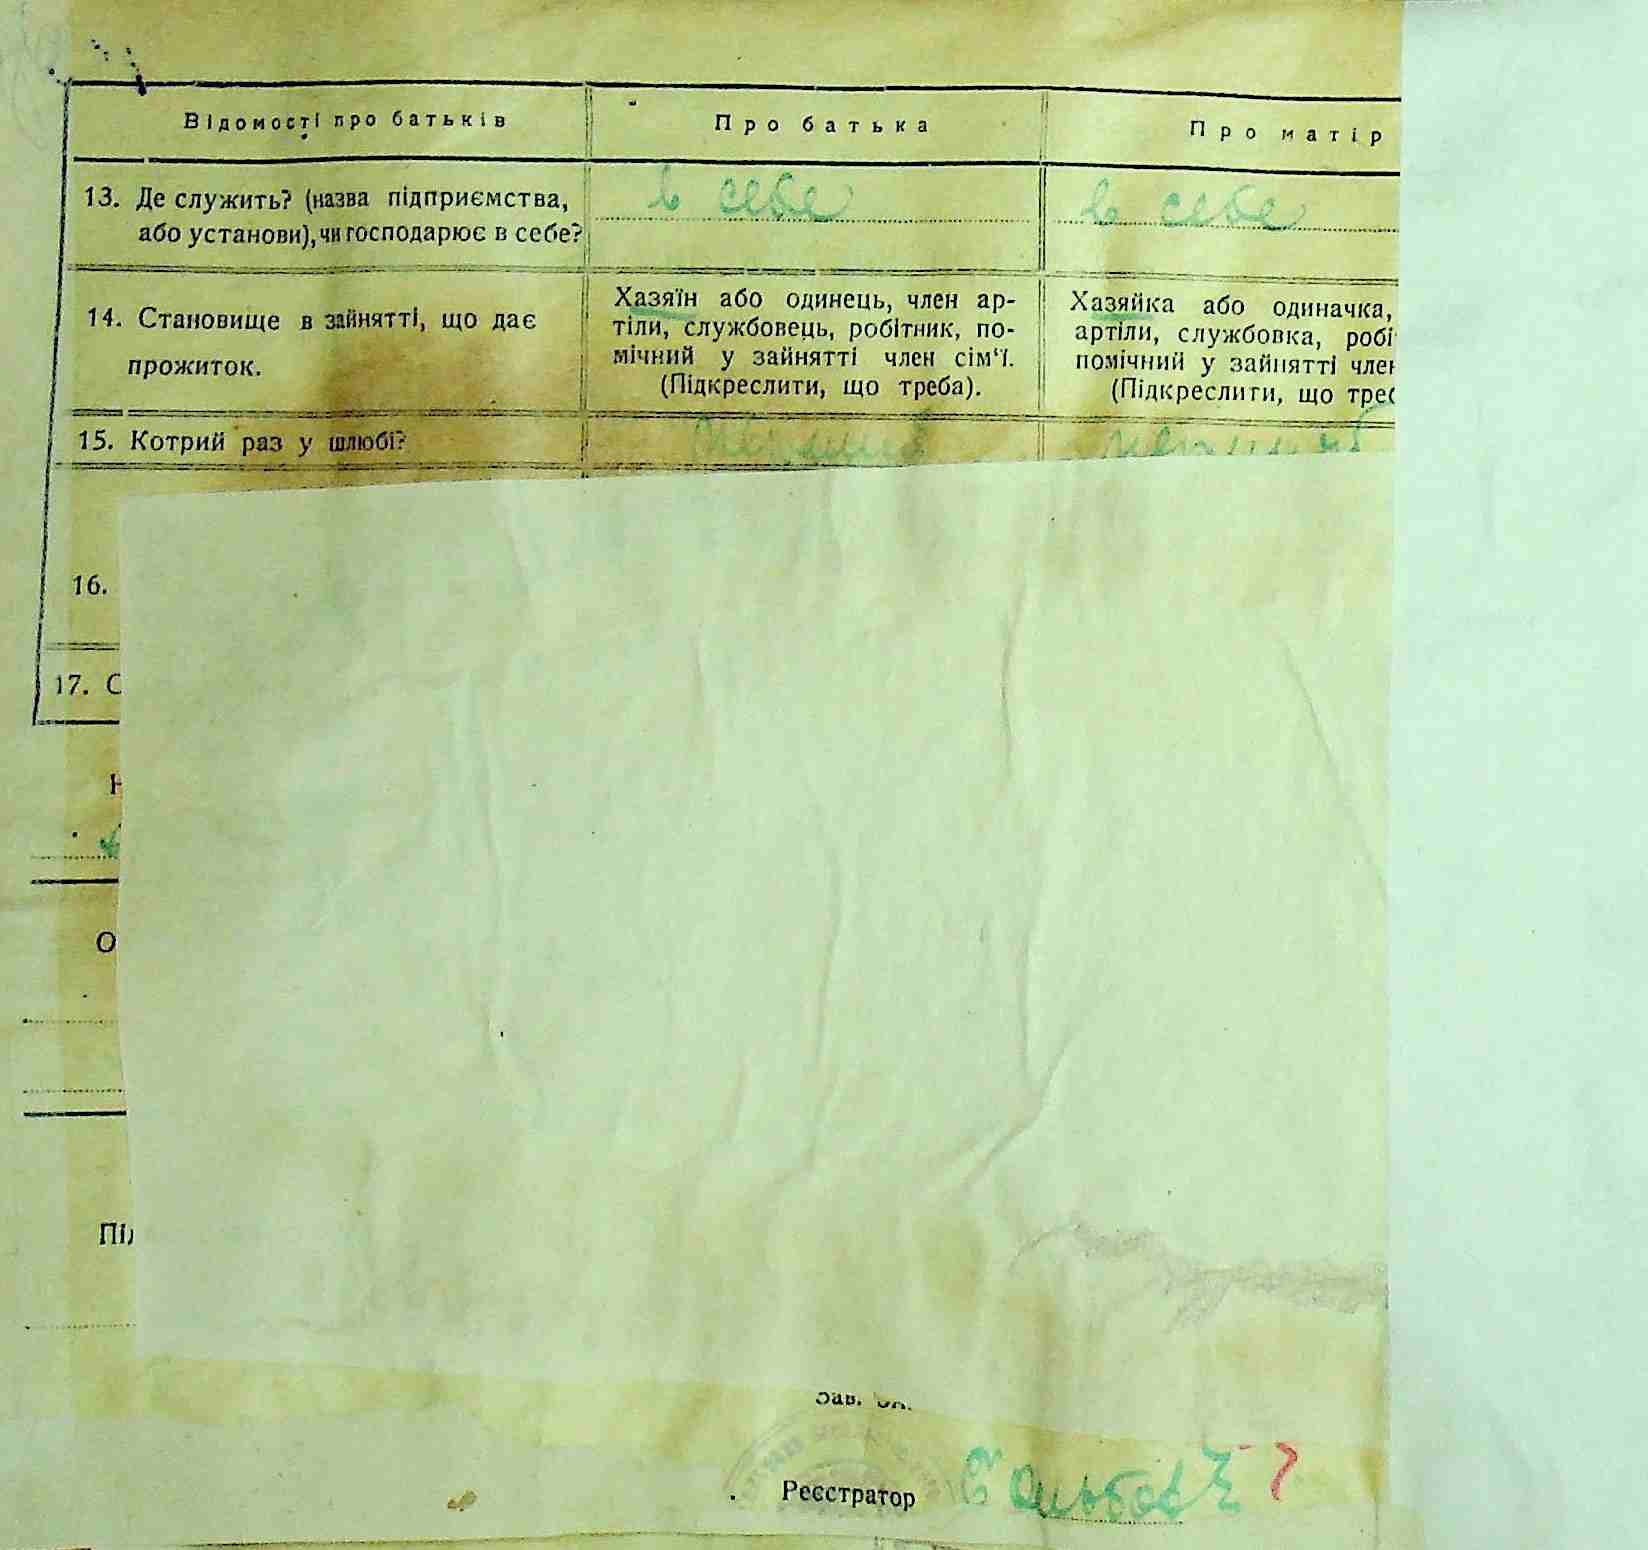 Відомості про батьків
Про батька
Про матір
13. Де служить? (назва підприємства,
або установи), чи господарює в себе?
в себе
в себе
14. Становище в зайнятті, що дає
прожиток.
Хазяїн або одинець, член ар-
тіли, службовець, робітник, по-
мічний у зайнятті член сім'ї.
(Підкреслити, що треба).
Хазяйка або одиначка,
артіли, службовка, робі
помічний у зайнятті член
(Підкреслити, що треб
15. Котрий раз у шлюбі?
16.
17. С
Н
О
Під
Зав.
Реєстратор